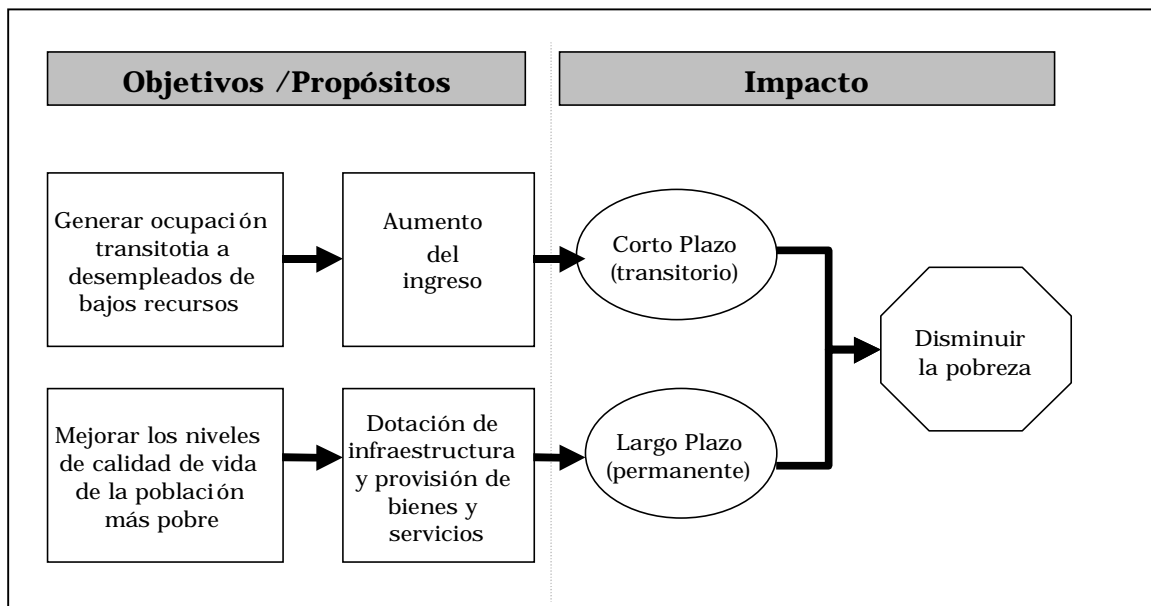 Objetivos /Propósitos
Impacto
Generar ocupación
transitotia a
desempleados de
bajos recursos
Aumento
del
ingreso
Corto Plazo
(transitorio)
Disminuir
la pobreza
Mejorar los niveles
de calidad de vida
de la población
más pobre
Dotación de
infraestructura
y provisión de
bienes y
servicios
Largo Plazo
(permanente)